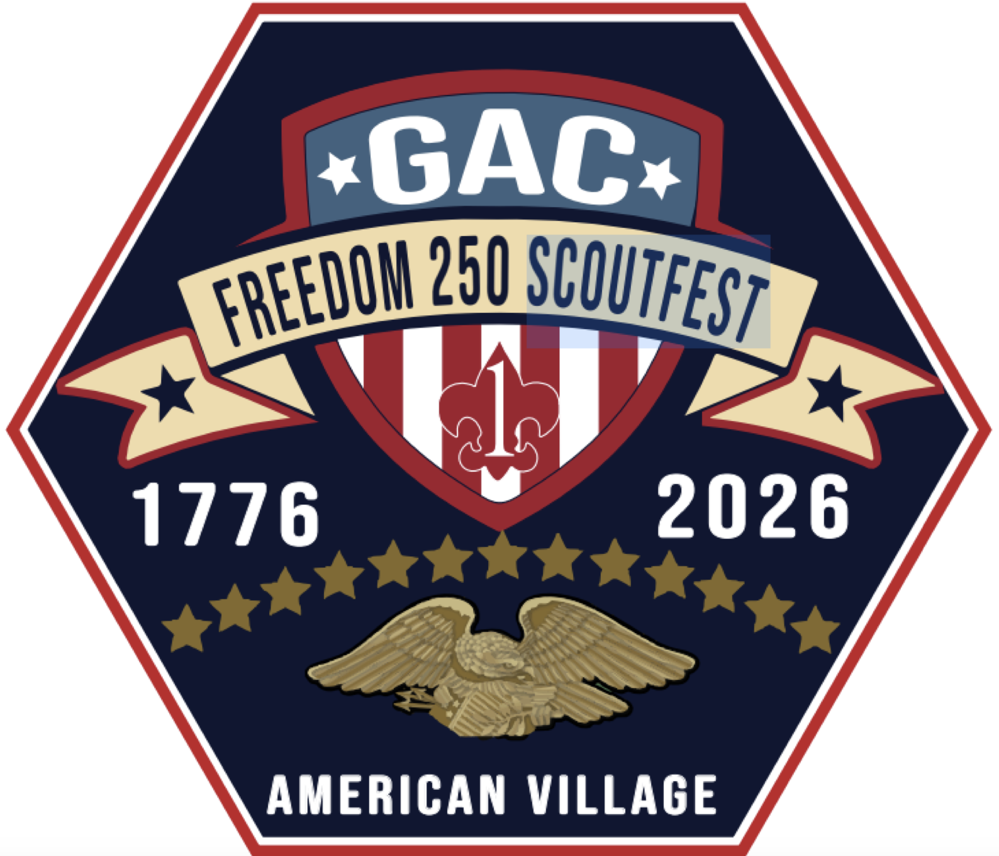 GAC
FREEDOM 250 SCOUTFEST
1
1776
2026
AMERICAN VILLAGE